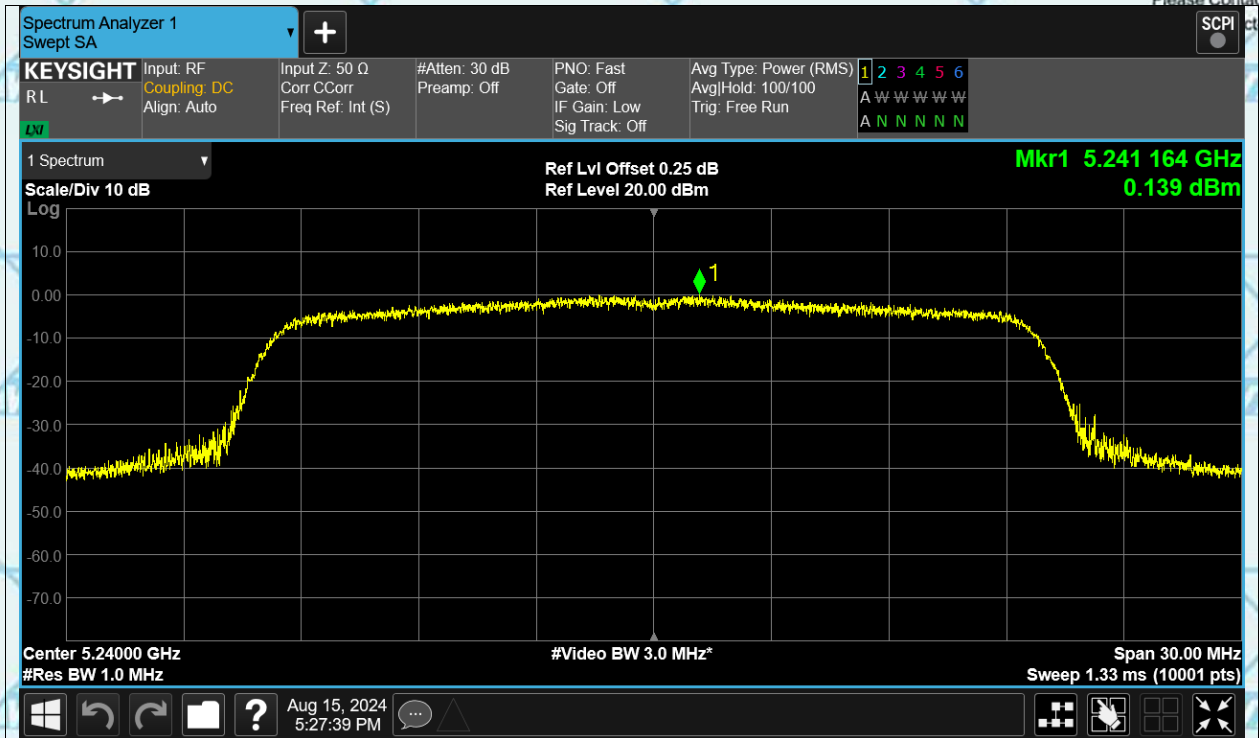 Please Conta
Spectrum Analyzer 1
Swept SA
+
SCPI
ct
KEYSIGHT
RL
LXI
Input: RF
Coupling: DC
Align: Auto
Input Z: 50 Ω
Corr CCorr
Freq Ref: Int (S)
#Atten: 30 dB
Preamp: Off
PNO: Fast
Gate: Off
IF Gain: Low
Sig Track: Off
Avg Type: Power (RMS)
Avg|Hold: 100/100
Trig: Free Run
1 2 3 4 5 6
A W W W W W
A N N N N N
1 Spectrum
Scale/Div 10 dB
Log
Ref Lvl Offset 0.25 dB
Ref Level 20.00 dBm
Mkr1 5.241 164 GHz
0.139 dBm
10.0
0.00
-10.0
-20.0
-30.0
-40.0
-50.0
-60.0
-70.0
1
Center 5.24000 GHz
#Res BW 1.0 MHz
#Video BW 3.0 MHz*
Span 30.00 MHz
Sweep 1.33 ms (10001 pts)
?
Aug 15, 2024
5:27:39 PM